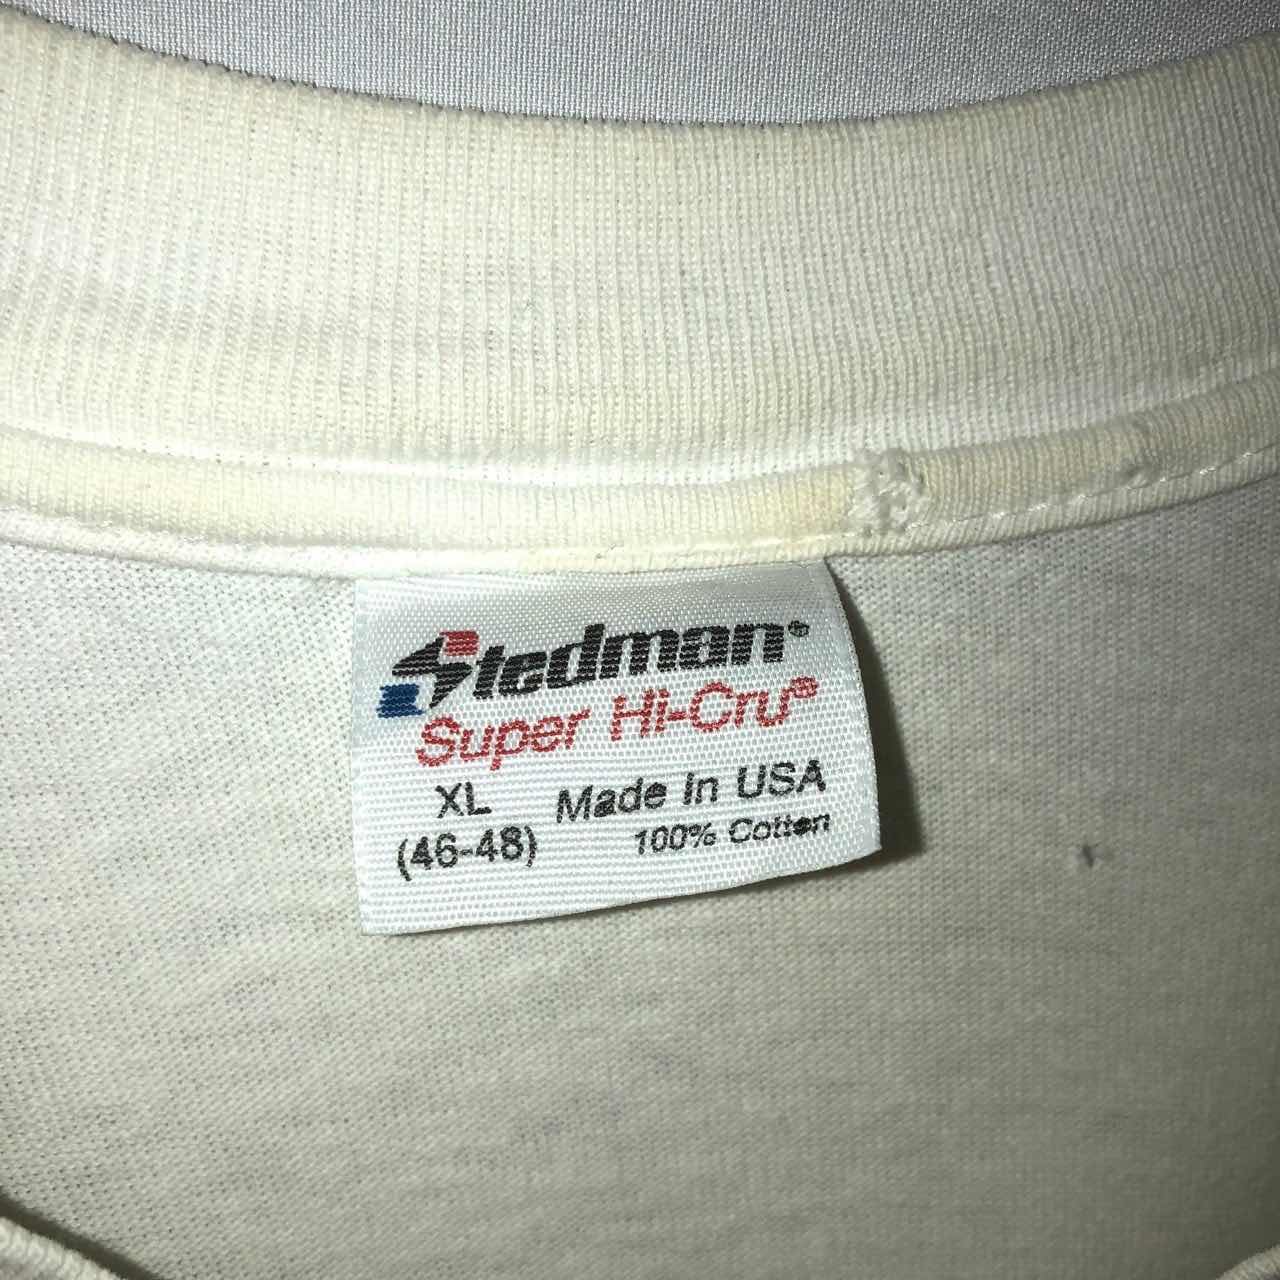 Stedman®
Super Hi-Cru®
XL Made In USA
(46-48) 100% Cotton